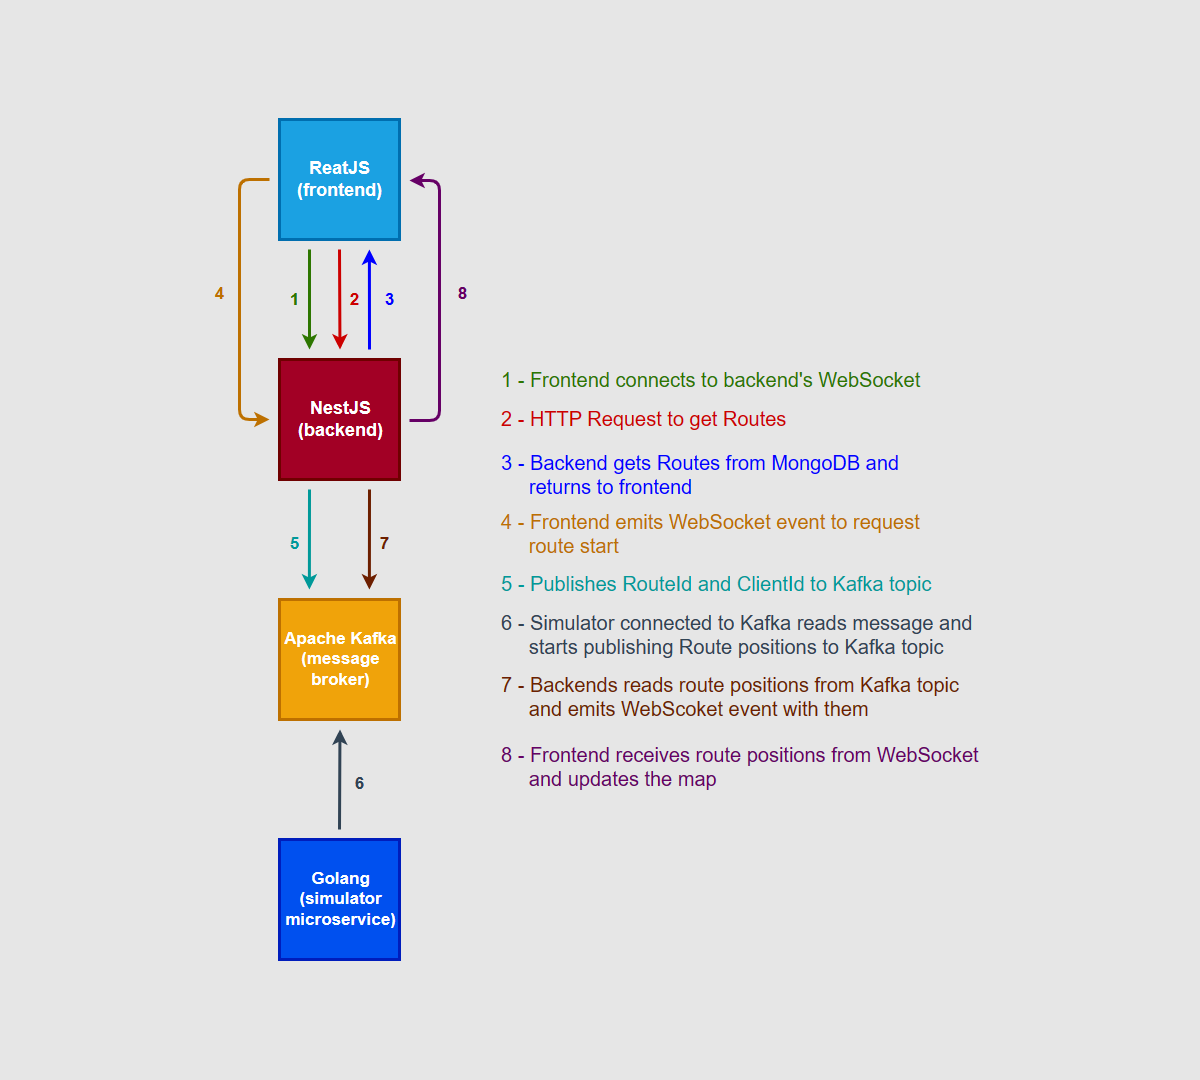 ReatJS
(frontend)
4
1
2
3
8
NestJS
(backend)
1 - Frontend connects to backend's WebSocket
2 - HTTP Request to get Routes
3 - Backend gets Routes from MongoDB and
returns to frontend
4 - Frontend emits WebSocket event to request
route start
5
7
5 - Publishes RouteId and ClientId to Kafka topic
Apache Kafka
(message
broker)
6 - Simulator connected to Kafka reads message and
starts publishing Route positions to Kafka topic
7 - Backends reads route positions from Kafka topic
and emits WebScoket event with them
8 - Frontend receives route positions from WebSocket
and updates the map
6
Golang
(simulator
microservice)